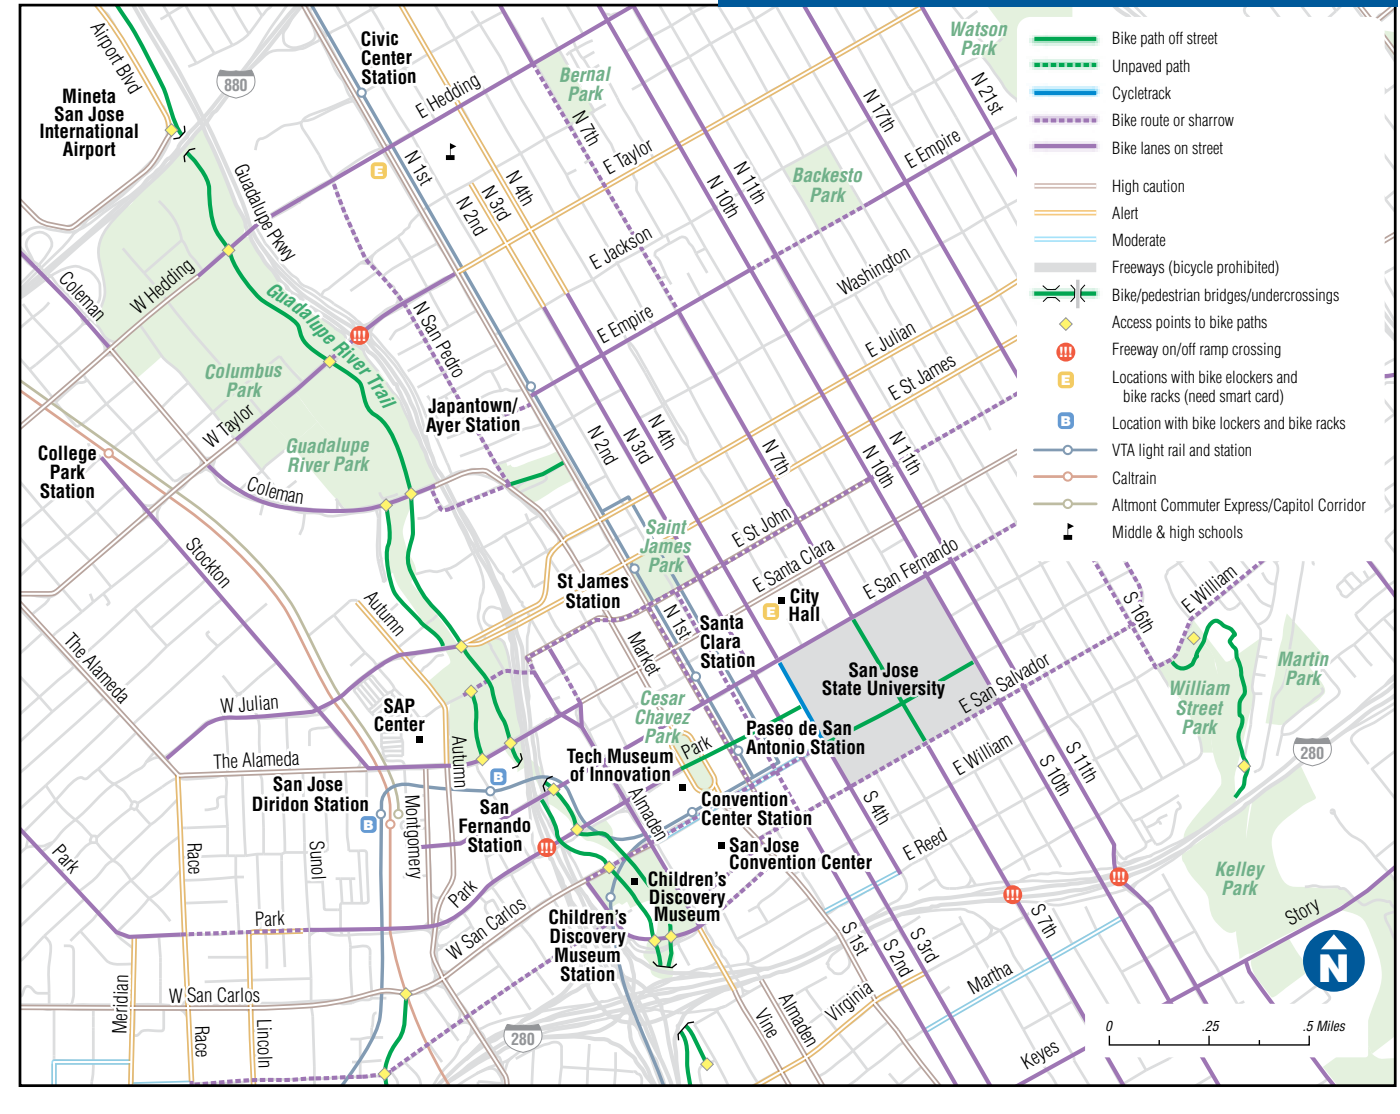 Airport Blvd
880
Civic
Center
Station
Mineta
San Jose
International
Airport
E Hedding
Bernal
Park
N 7th
E Taylor
N 17th
N 21st
Watson
Park
E Empire
Backesto
Park
N 11th
N 10th
N 1st
N 4th
N 3rd
N 2nd
Guadalupe Pkwy
E Jackson
Washington
Coleman
W Hedding
Guadalupe River Trail
N San Pedro
E Empire
E Julian
E St James
Columbus
Park
W Taylor
Guadalupe
River Park
Japantown/
Ayer Station
N 2nd
N 3rd
N 4th
N 7th
N 10th
N 11th
College
Park
Station
Coleman
Stockton
Saint
James
Park
E St John
E Santa Clara
E San Fernando
St James
Station
City
Hall
E
E
N 1st
Santa
Clara
Station
Market
Autumn
The Alameda
W Julian
SAP
Center
Cesar
Chavez
Park
San Jose
State University
E San Salvador
S 16th
E William
William
Street
Park
Martin
Park
280
The Alameda
Autumn
San Jose
Diridon Station
B
B
Tech Museum
of Innovation
Park
Paseo de San
Antonio Station
E William
S 10th
S 11th
San
Fernando
Station
Almaden
Convention
Center Station
San Jose
Convention Center
S 4th
E Reed
Kelley
Park
Story
Park
Race
Sunol
Montgomery
Park
Park
W San Carlos
Children's
Discovery
Museum
Children's
Discovery
Museum
Station
S 1st
S 2nd
S 3rd
S 7th
Martha
W San Carlos
Meridian
Race
Lincoln
280
Vine
Almaden
Virginia
Keyes
N
0 .25 .5 Miles
Bike path off street
Unpaved path
Cycletrack
Bike route or sharrow
Bike lanes on street
High caution
Alert
Moderate
Freeways (bicycle prohibited)
Bike/pedestrian bridges/undercrossings
Access points to bike paths
!!! Freeway on/off ramp crossing
E Locations with bike elockers and
bike racks (need smart card)
B Location with bike lockers and bike racks
VTA light rail and station
Caltrain
Altmont Commuter Express/Capitol Corridor
Middle & high schools
!!!
!!!
!!!
!!!